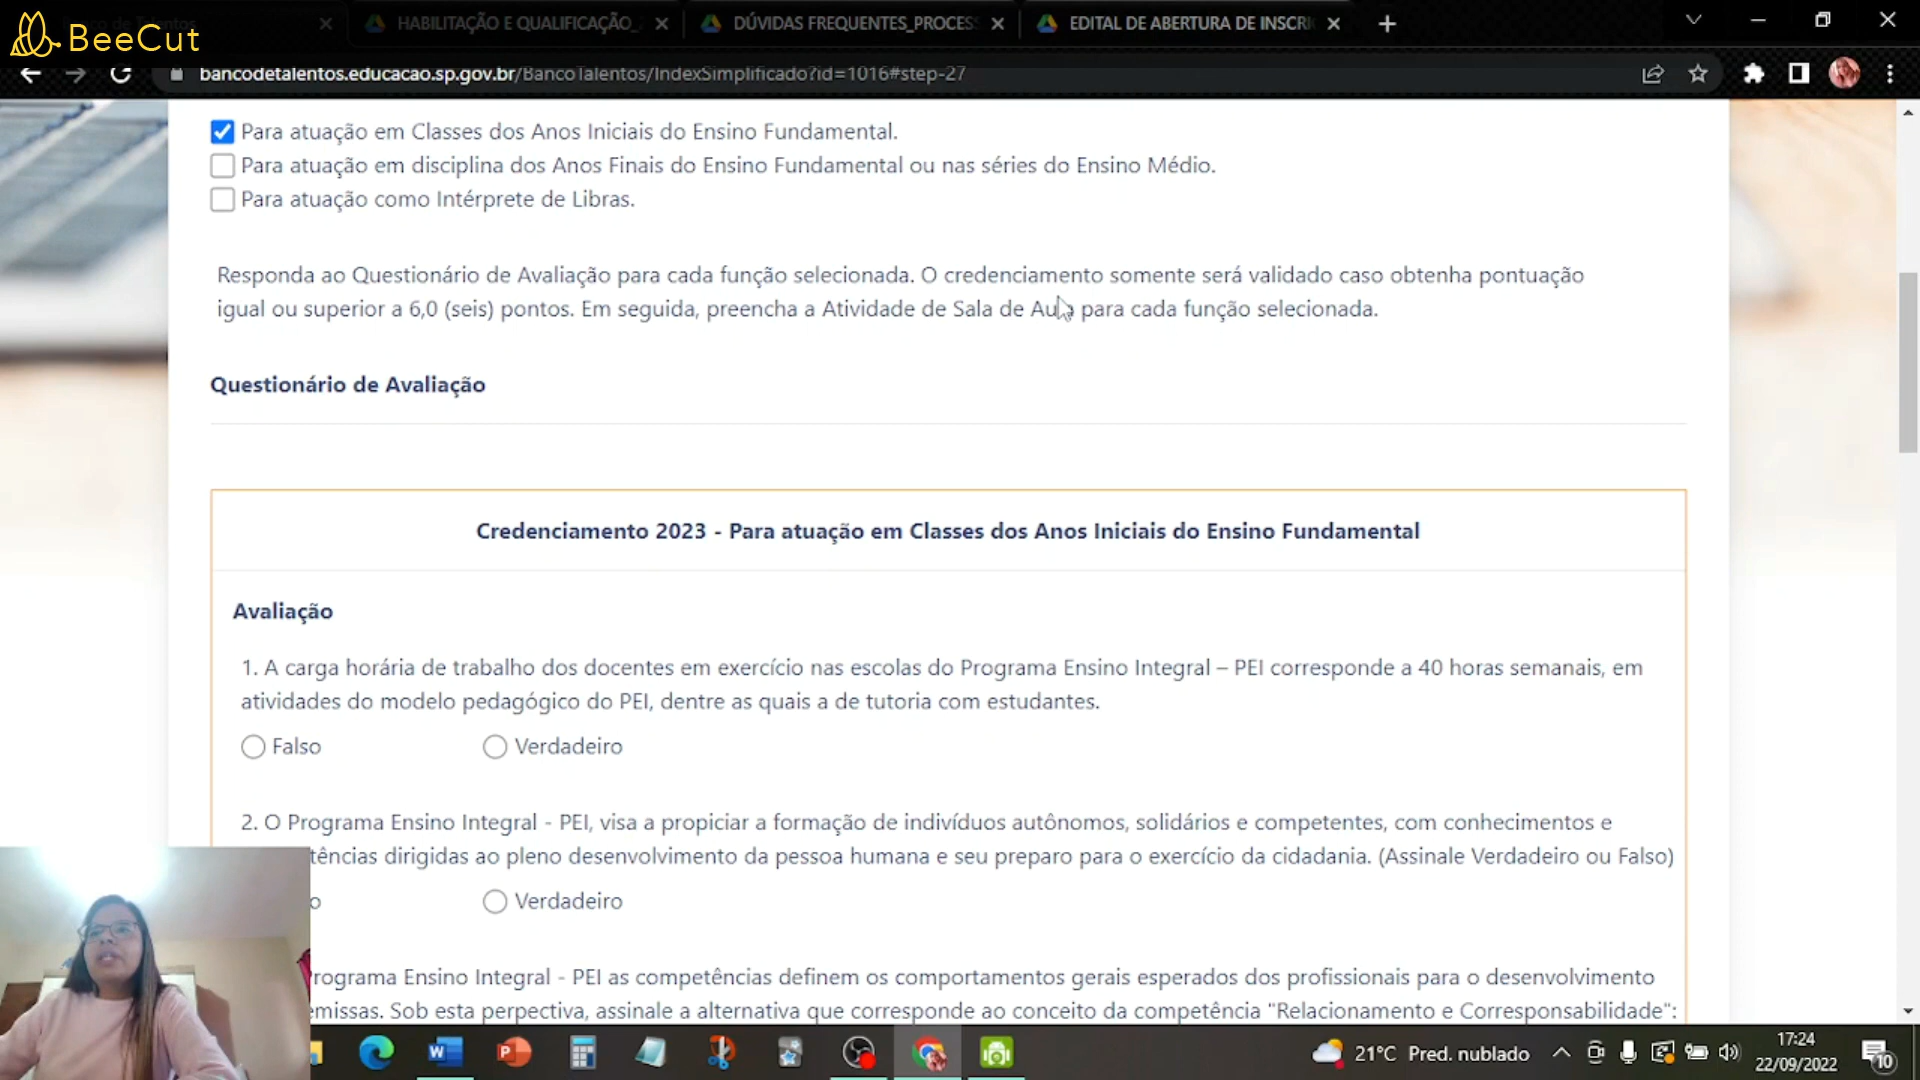 HABILITAÇÃO E QUALIFICAÇÃO_
DÚVIDAS FREQUENTES_PROCES
EDITAL DE ABERTURA DE INSCRI
BeeCut
bancodetalentos.educacao.sp.gov.br/BancoTalentos/IndexSimplificado?id=1016#step-27
Para atuação em Classes dos Anos Iniciais do Ensino Fundamental.
Para atuação em disciplina dos Anos Finais do Ensino Fundamental ou nas séries do Ensino Médio.
Para atuação como Intérprete de Libras.
Responda ao Questionário de Avaliação para cada função selecionada. O credenciamento somente será validado caso obtenha pontuação
igual ou superior a 6,0 (seis) pontos. Em seguida, preencha a Atividade de Sala de Aula para cada função selecionada.
Questionário de Avaliação
Credenciamento 2023 - Para atuação em Classes dos Anos Iniciais do Ensino Fundamental
Avaliação
1. A carga horária de trabalho dos docentes em exercício nas escolas do Programa Ensino Integral – PEI corresponde a 40 horas semanais, em
atividades do modelo pedagógico do PEI, dentre as quais a de tutoria com estudantes.
Falso Verdadeiro
2. O Programa Ensino Integral - PEI, visa a propiciar a formação de indivíduos autônomos, solidários e competentes, com conhecimentos e
tências dirigidas ao pleno desenvolvimento da pessoa humana e seu preparo para o exercício da cidadania. (Assinale Verdadeiro ou Falso)
o Verdadeiro
rograma Ensino Integral - PEI as competências definem os comportamentos gerais esperados dos profissionais para o desenvolvimento
emissas. Sob esta perpectiva, assinale a alternativa que corresponde ao conceito da competência "Relacionamento e Corresponsabilidade":
21°C Pred. nublado
17:24
22/09/2022
10